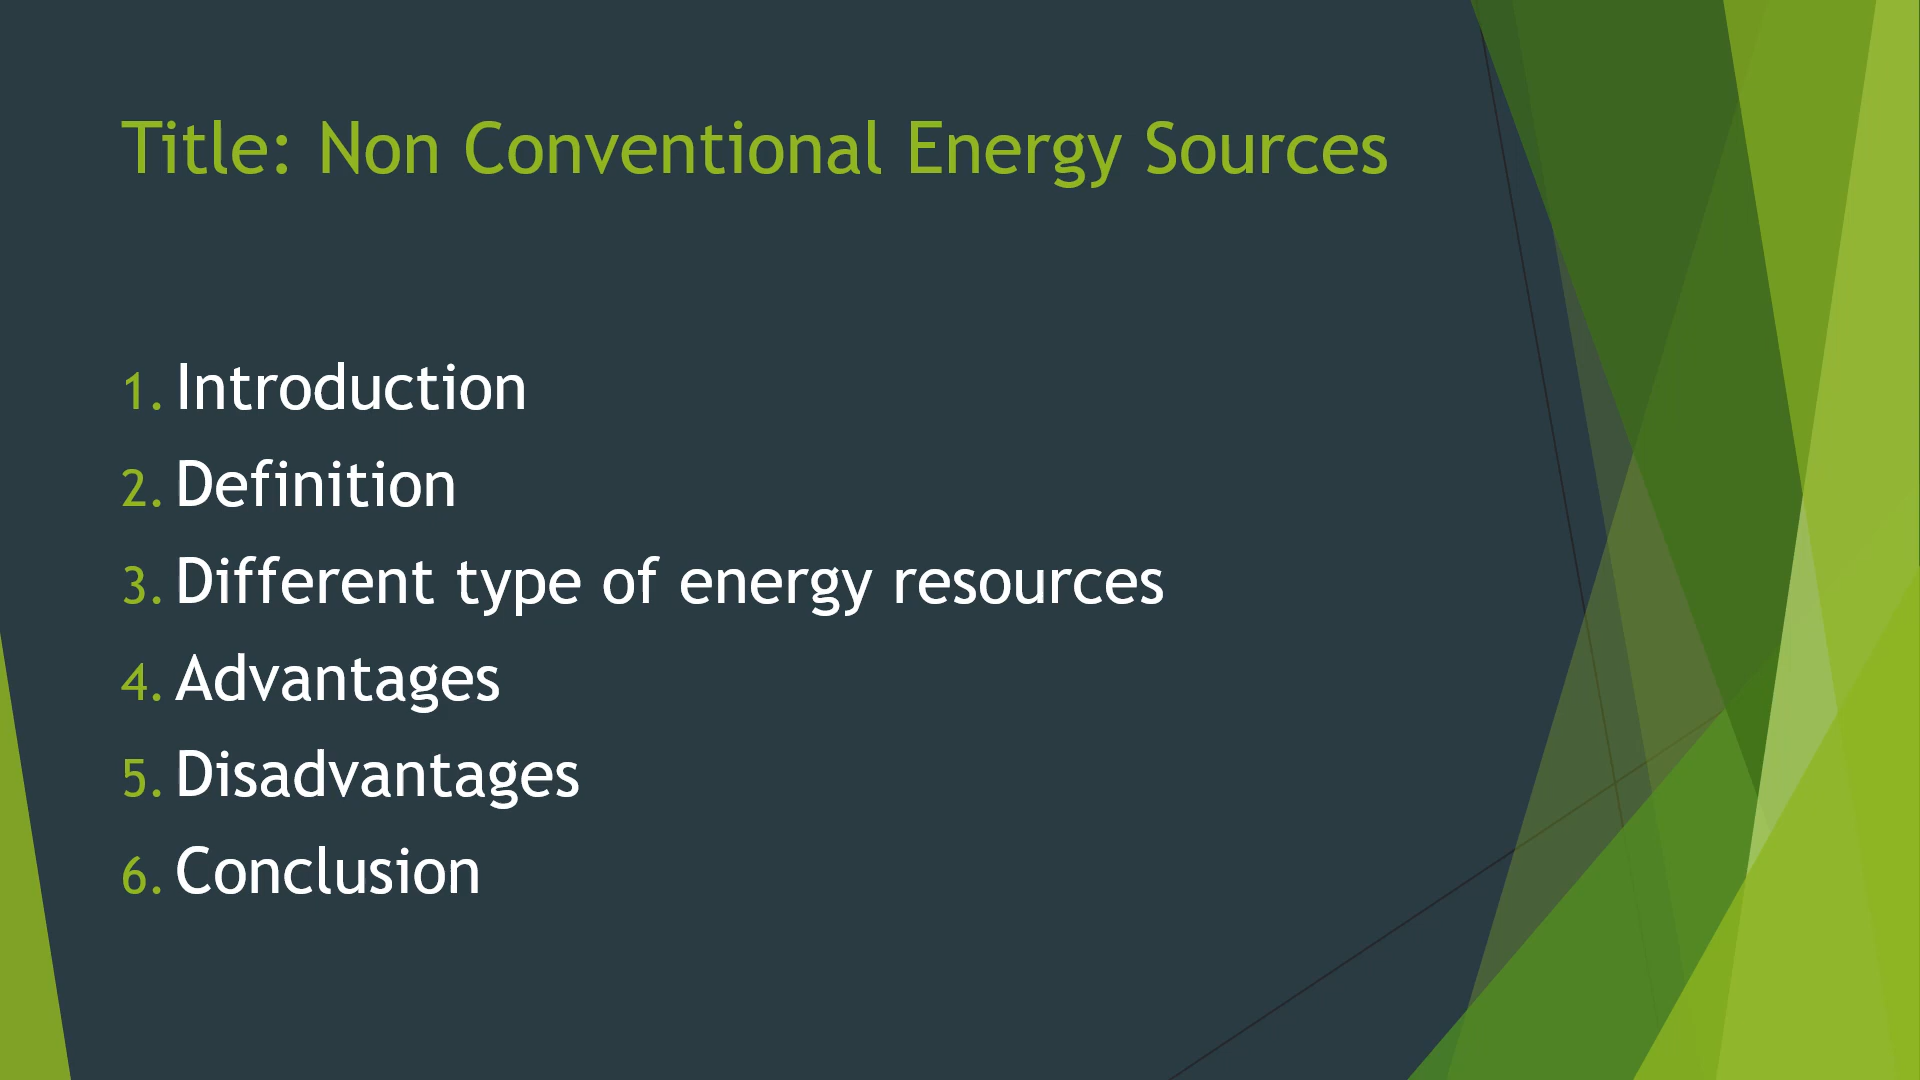 Title: Non Conventional Energy Sources
1. Introduction
2. Definition
3. Different type of energy resources
4. Advantages
5. Disadvantages
6. Conclusion